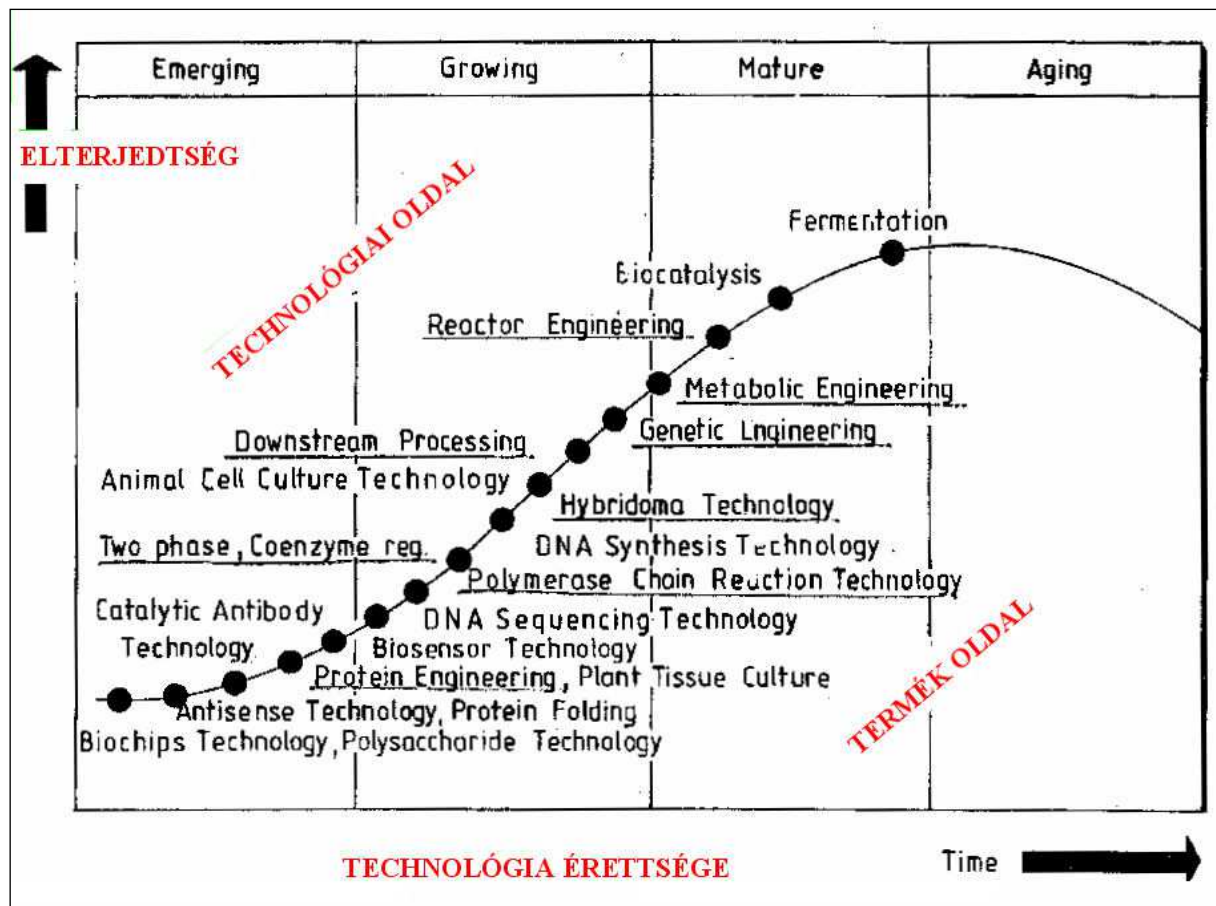 Emerging
Growing
Mature
Aging
ELTERJEDTSÉG
TECHNOLÓGIAI OLDAL
Fermentation
Biocatalysis
Reactor Engineering
Metabolic Engineering
Genetic Engineering
Downstream Processing
Animal Cell Culture Technology
Hybridoma Technology
Two phase, Coenzyme reg.
DNA Synthesis Technology
Polymerase Chain Reaction Technology
Catalytic Antibody
Technology
DNA Sequencing Technology
Biosensor Technology
Protein Engineering, Plant Tissue Culture
Antisense Technology, Protein Folding
Biochips Technology, Polysaccharide Technology
TERMÉK OLDAL
TECHNOLÓGIA ÉRETTSÉGE
Time